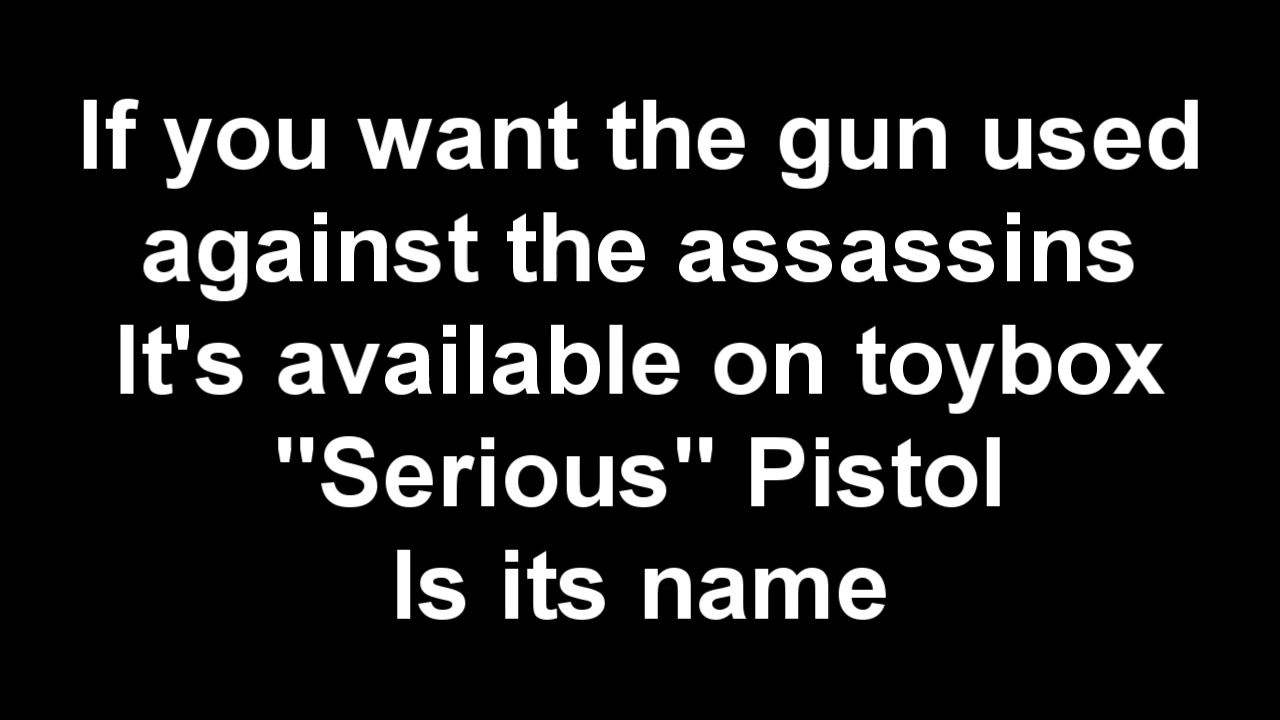 If you want the gun used
against the assassins
It's available on toybox
"Serious" Pistol
Is its name